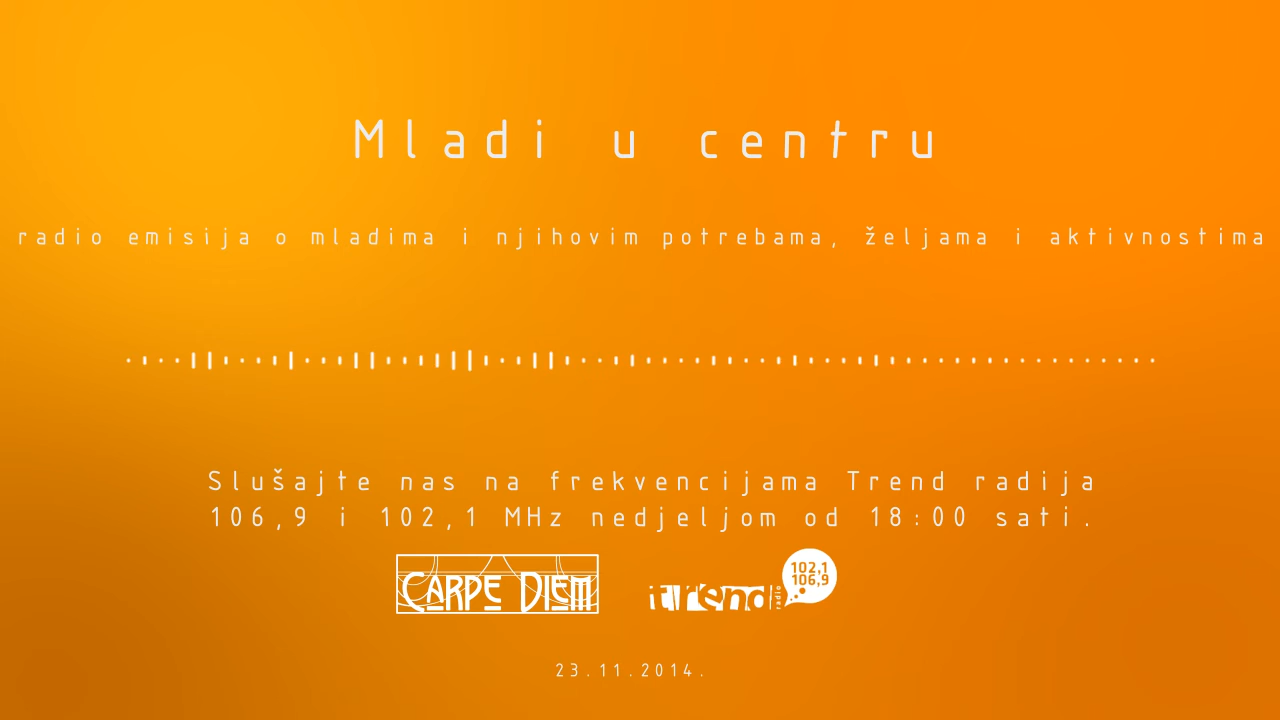 Mladi u centru
radio emisija o mladima i njihovim potrebama, željama i aktivnostima
Slušajte nas na frekvencijama Trend radija
106,9 i 102,1 MHz nedjeljom od 18:00 sati.
CARPE DIEM
trend radio
102,1
106,9
23.11.2014.